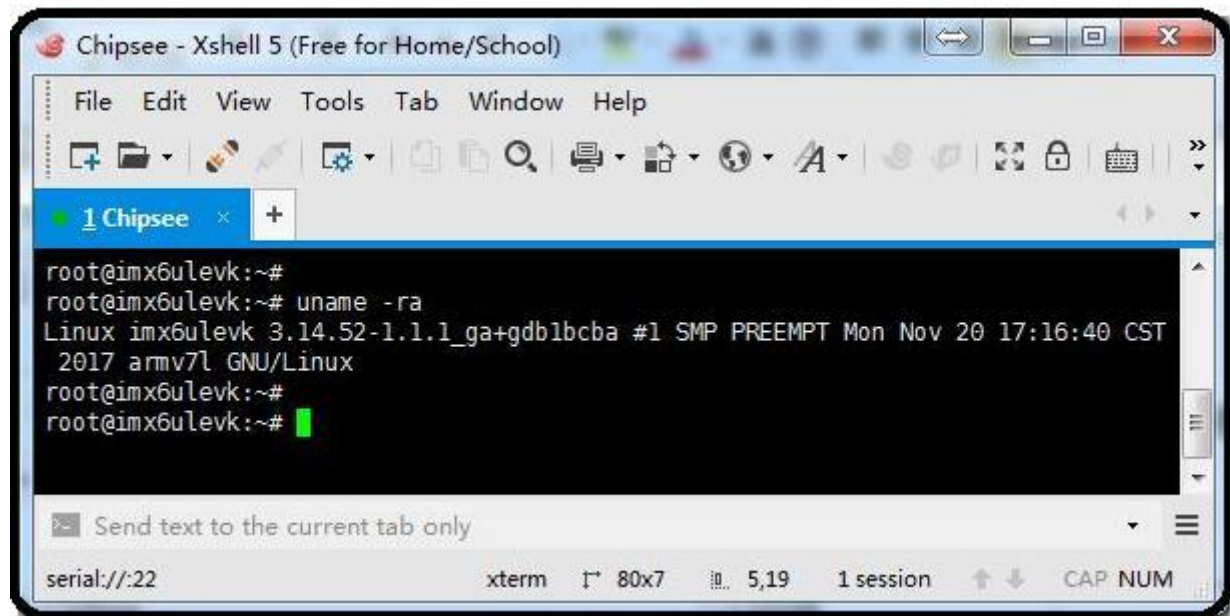 Chipsee - Xshell 5 (Free for Home/School)
File Edit View Tools Tab Window Help
1 Chipsee
root@imx6ulevk:~#
root@imx6ulevk:~# uname -ra
Linux imx6ulevk 3.14.52-1.1.1_ga+gdb1bcba #1 SMP PREEMPT Mon Nov 20 17:16:40 CST
2017 armv7l GNU/Linux
root@imx6ulevk:~#
root@imx6ulevk:~#
Send text to the current tab only
serial://:22 xterm 80x7 5,19 1 session CAP NUM